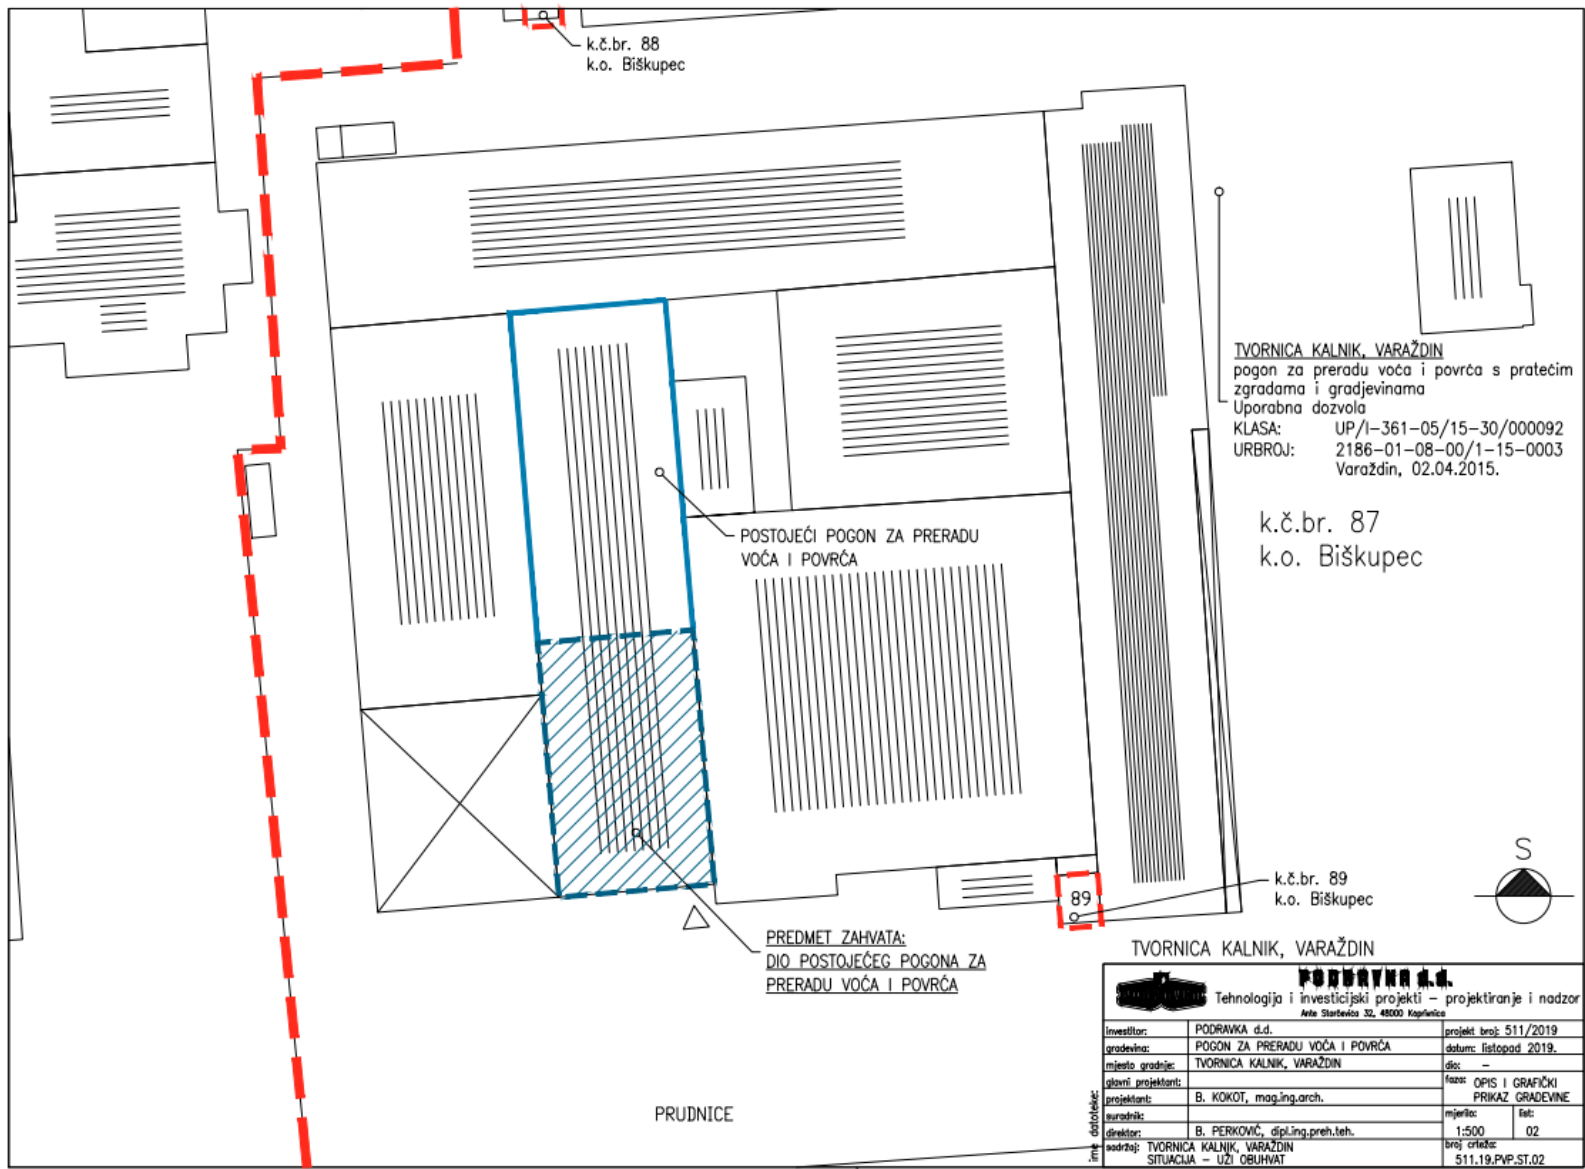 k.č.br. 88
k.o. Biškupec
TVORNICA KALNIK, VARAŽDIN
pogon za preradu voća i povrća s pratećim
zgradama i gradjevinama
Uporabna dozvola
KLASA: UP/I-361-05/15-30/000092
URBROJ: 2186-01-08-00/1-15-0003
Varaždin, 02.04.2015.
k.č.br. 87
k.o. Biškupec
POSTOJEĆI POGON ZA PRERADU
VOĆA I POVRĆA
k.č.br. 89
k.o. Biškupec
89
S
PREDMET ZAHVATA:
DIO POSTOJEĆEG POGONA ZA
PRERADU VOĆA I POVRĆA
PRUDNICE
TVORNICA KALNIK, VARAŽDIN
PODRAVKA d.d.
Tehnologija i investicijski projekti – projektiranje i nadzor
Ante Starčevića 32, 48000 Koprivnica
investitor: PODRAVKA d.d. projekt broj: 511/2019
građevina: POGON ZA PRERADU VOĆA I POVRĆA datum: listopad 2019.
mjesto gradnje: TVORNICA KALNIK, VARAŽDIN dio: –
glavni projektant: faza: OPIS I GRAFIČKI
projektant: B. KOKOT, mag.ing.arch. PRIKAZ GRAĐEVINE
suradnik: mjerilo: list:
direktor: B. PERKOVIĆ, dipl.ing.preh.teh. 1:500 02
sadržaj: TVORNICA KALNIK, VARAŽDIN broj crteža:
SITUACIJA – UŽI OBUHVAT 511.19.PVP.ST.02
ime datoteke: